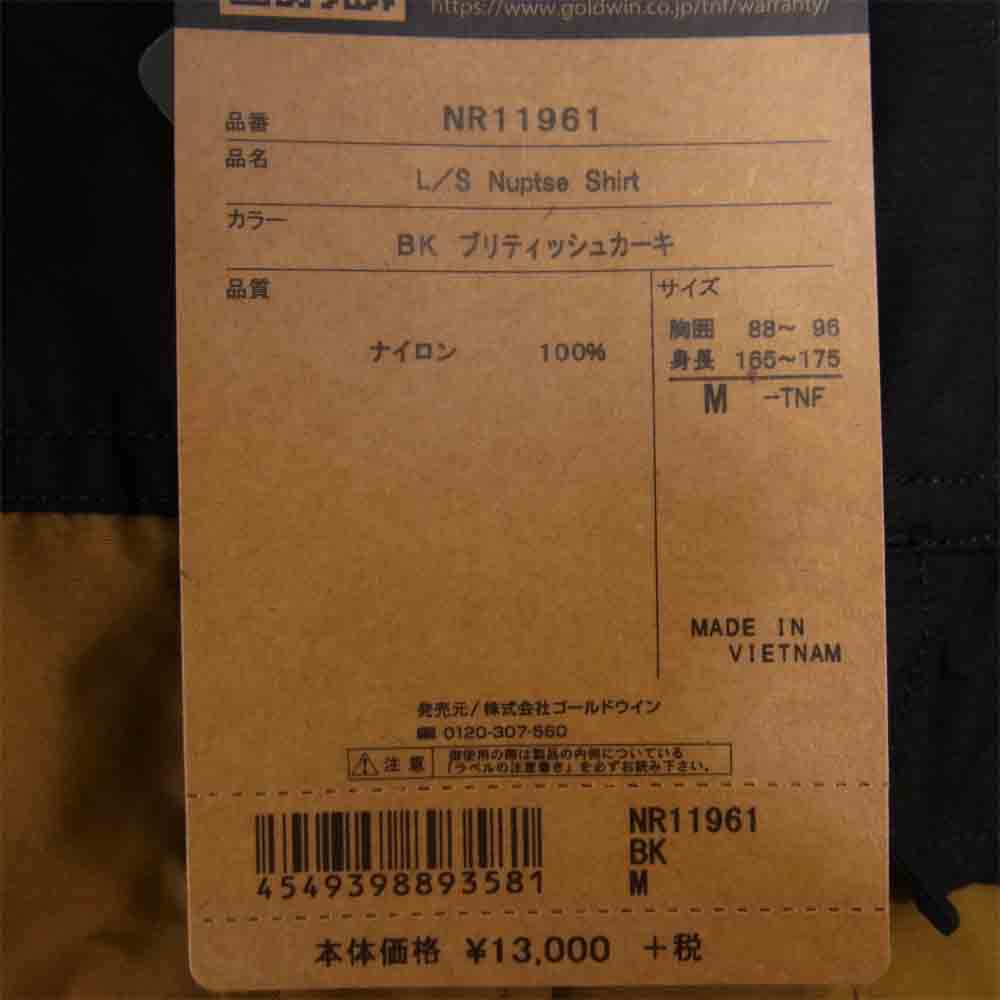 https://www.goldwin.co.jp/tnf/warranty/
品番 NR11961
品名
L/S Nuptse Shirt
カラー
BK ブリティッシュカーキ
品質
サイズ
ナイロン 100%
胸囲 88〜 96
身長 165〜175
M -TNF
MADE IN
VIETNAM
発売元/株式会社ゴールドウイン
0120-307-560
注意
御使用の際は製品の内側についている
「ラベルの注意書き」を必ずお読み下さい。
NR11961
BK
M
4549398893581
本体価格 ¥13,000 +税